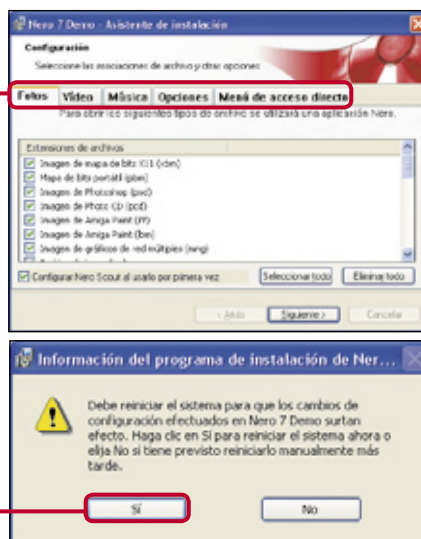 Nero 7 Demo - Asistente de instalación
Configuración
Seleccione las asociaciones de archivo y otras opciones
Fotos Vídeo Música Opciones Menú de acceso directo
Para abrir los siguientes tipos de archivo se utilizará una aplicación Nero.
Extensiones de archivos
Imagen de mapa de bits X11 (xbm)
Mapa de bits portátil (pbm)
Imagen de Photoshop (psd)
Imagen de Photo CD (pcd)
Imagen de Amiga Paint (iff)
Imagen de Amiga Paint (lbm)
Imagen de gráficos de red múltiples (mng)
Configurar Nero Scout al usarlo por primera vez Seleccionar todo Eliminar todo
< Atrás Siguiente > Cancelar
Información del programa de instalación de Ner...
Debe reiniciar el sistema para que los cambios de
configuración efectuados en Nero 7 Demo surtan
efecto. Haga clic en Sí para reiniciar el sistema ahora o
elija No si tiene previsto reiniciarlo manualmente más
tarde.
Sí No